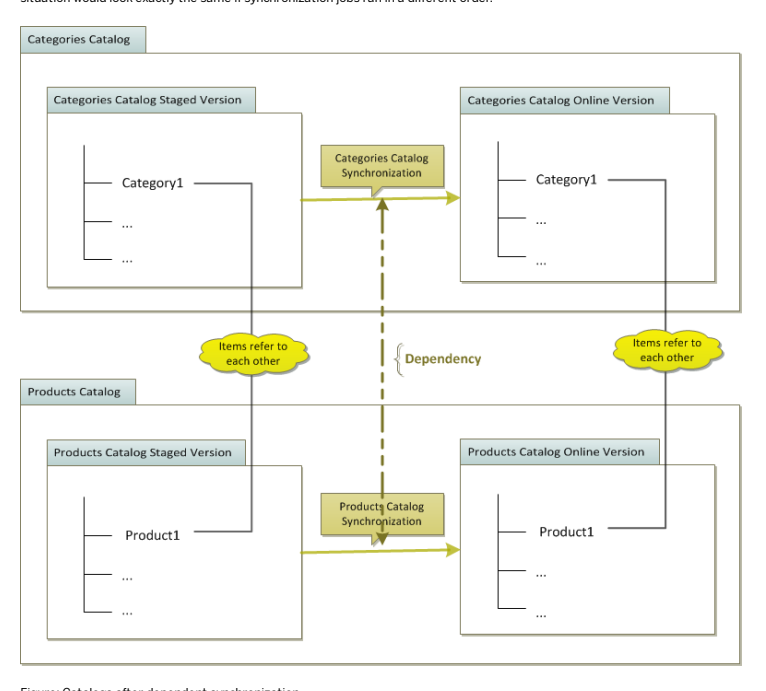 situation would look exactly the same if synchronization jobs run in a different order.
Categories Catalog
Categories Catalog Staged Version
Categories Catalog Online Version
Categories Catalog
Synchronization
Category1
...
...
Category1
...
...
Items refer to
each other
Items refer to
each other
Dependency
Products Catalog
Products Catalog Staged Version
Products Catalog Online Version
Products Catalog
Synchronization
Product1
...
...
Product1
...
...
Figure: Catalogs after dependent synchronization